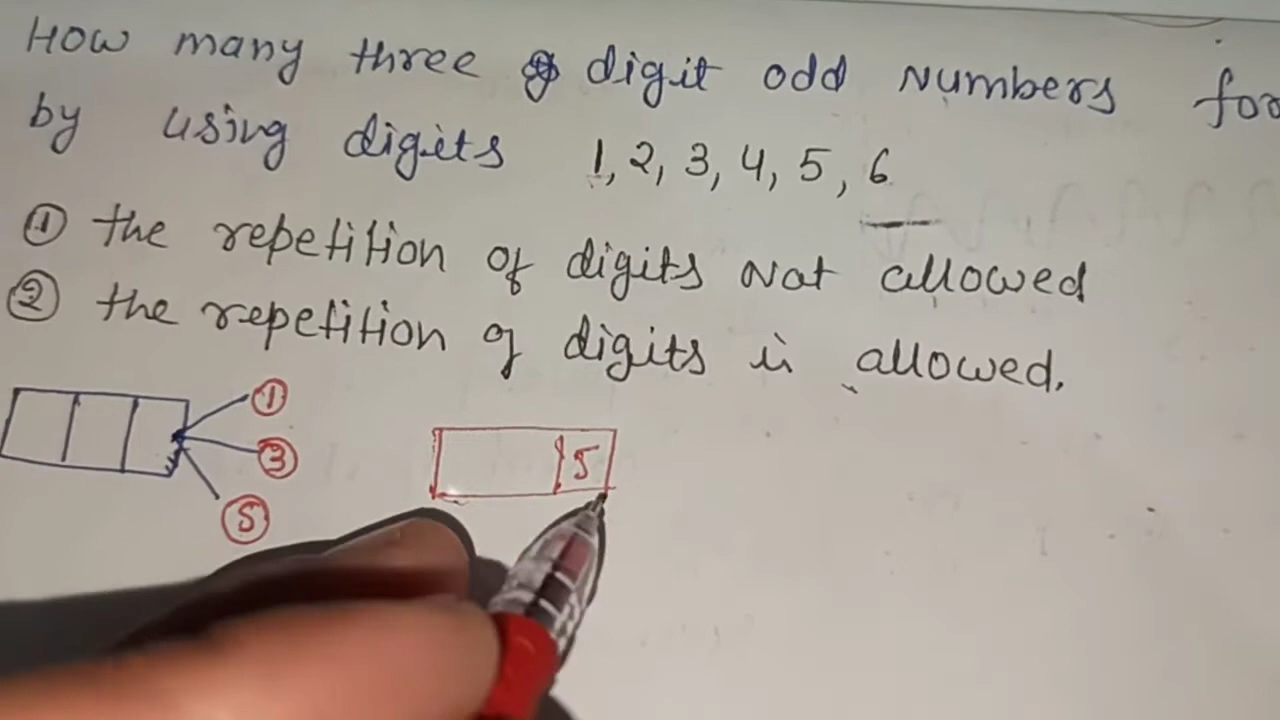 How many three digit odd numbers
by using digits 1, 2, 3, 4, 5, 6
① the repetition of digits Not allowed
② the repetition of digits is allowed.
①
③
⑤
5